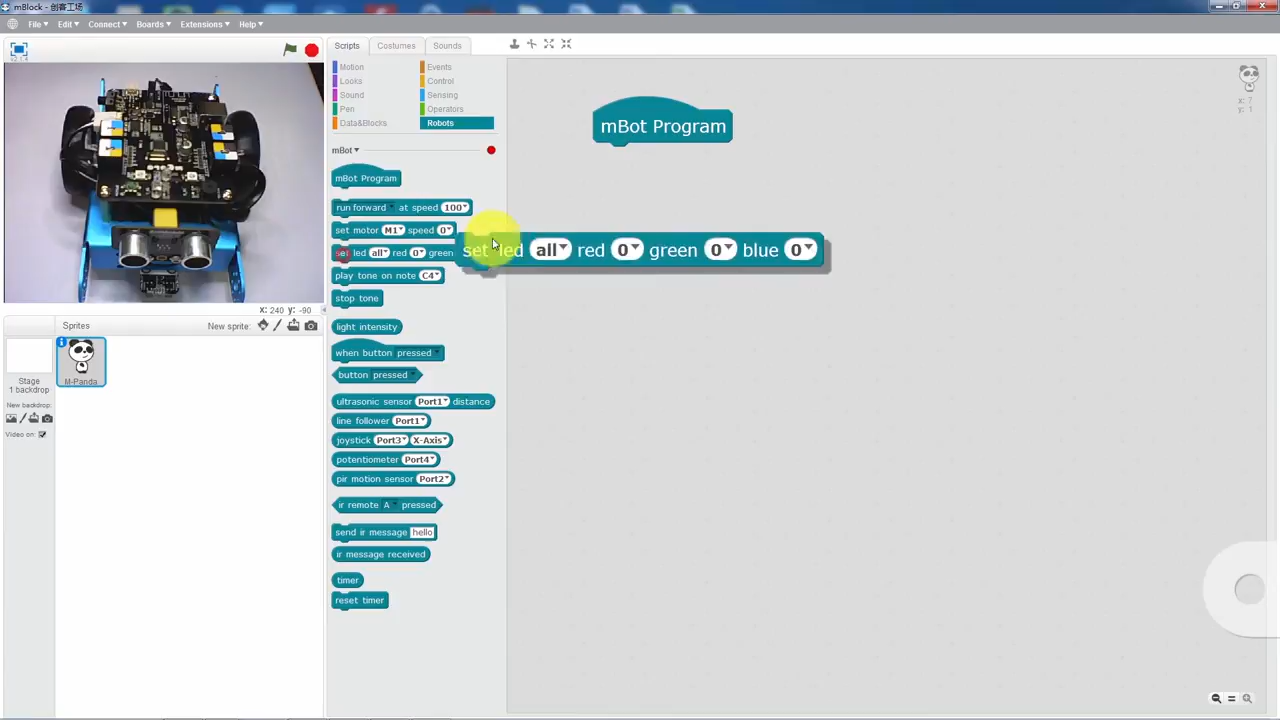 mBlock - 创客工场
File Edit Connect Boards Extensions Help
Scripts Costumes Sounds
Motion Events
Looks Control
Sound Sensing
Pen Operators
Data&Blocks Robots
mBot
mBot Program
run forward at speed 100
set motor M1 speed 0
set led all red 0 green
play tone on note C4
stop tone
light intensity
when button pressed
button pressed
ultrasonic sensor Port1 distance
line follower Port1
joystick Port3 X-Axis
potentiometer Port4
pir motion sensor Port2
ir remote A pressed
send ir message hello
ir message received
timer
reset timer
mBot Program
set led all red 0 green 0 blue 0
x: 7
y: 1
x: 240 y: -90
Sprites New sprite:
Stage
1 backdrop
New backdrop:
Video on:
M-Panda